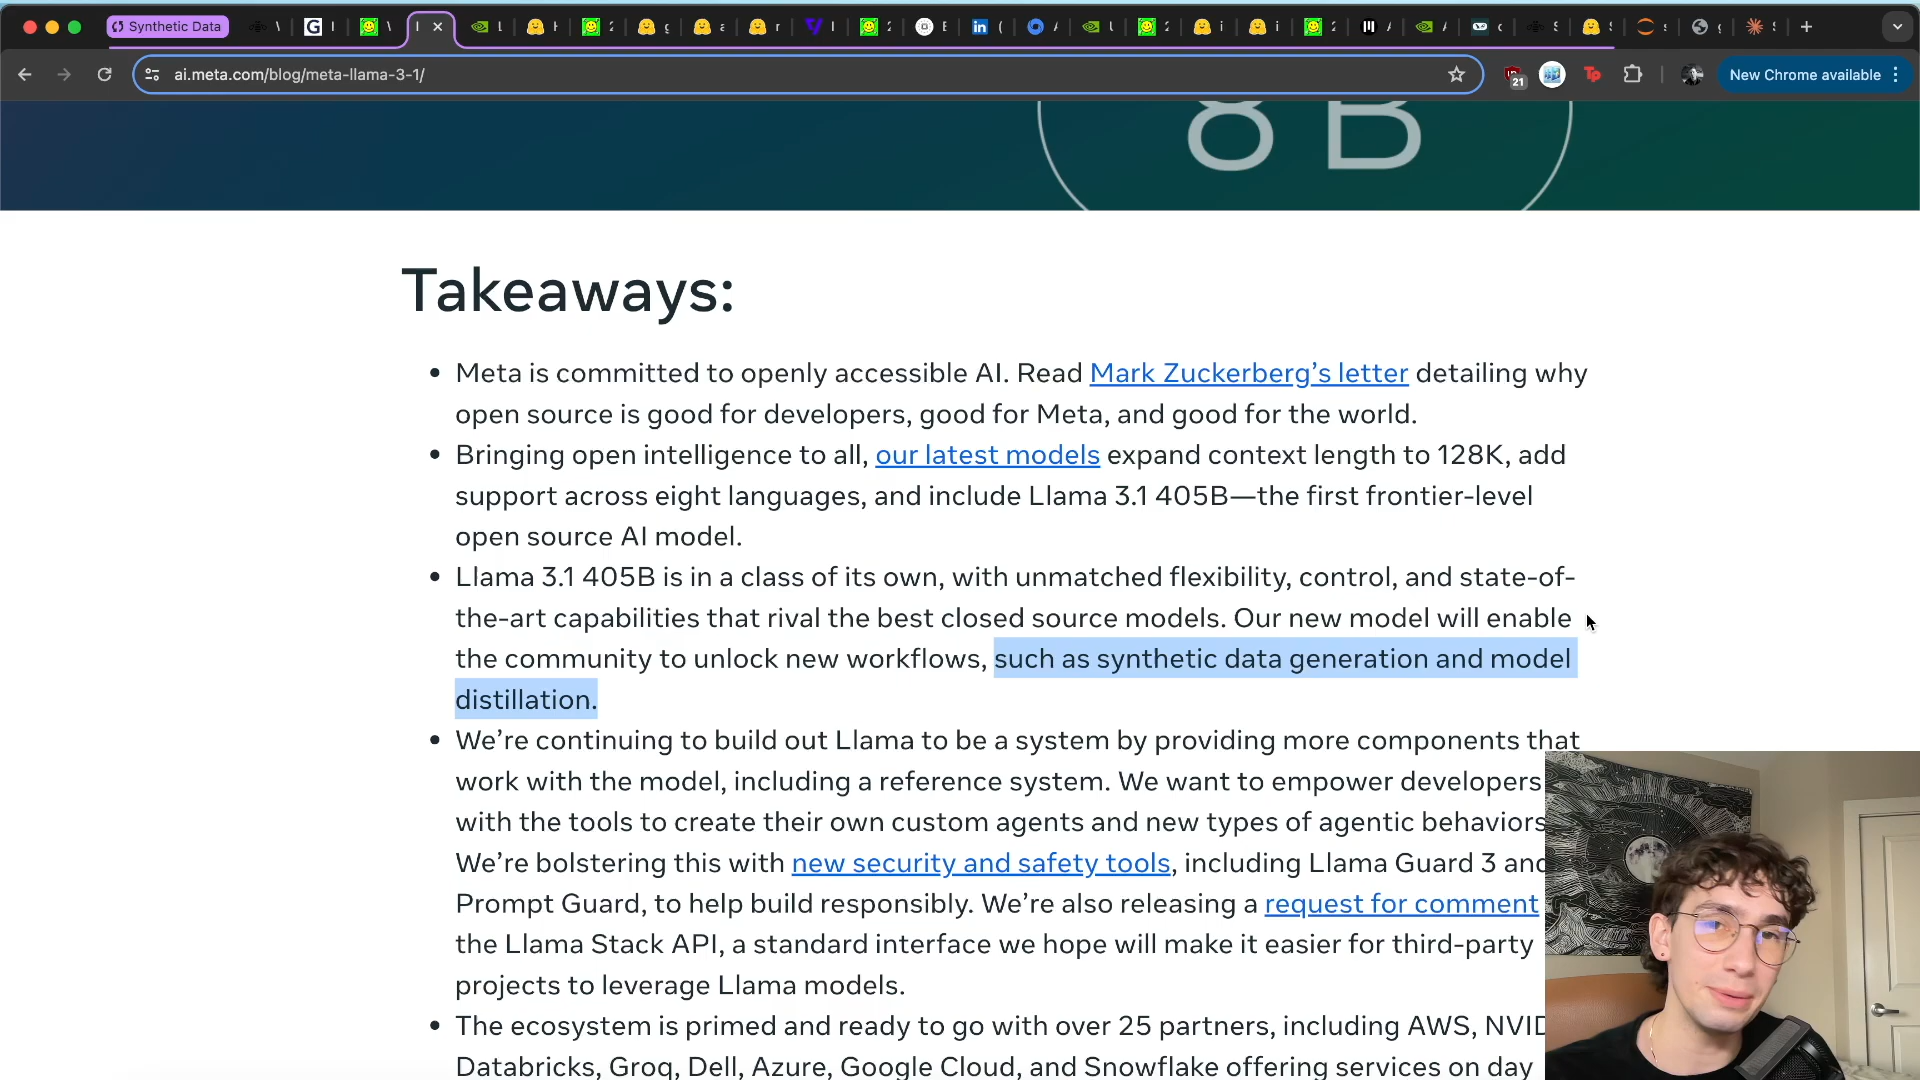 Synthetic Data
ai.meta.com/blog/meta-llama-3-1/
21
New Chrome available
8B
Takeaways:
• Meta is committed to openly accessible AI. Read Mark Zuckerberg’s letter detailing why
open source is good for developers, good for Meta, and good for the world.
• Bringing open intelligence to all, our latest models expand context length to 128K, add
support across eight languages, and include Llama 3.1 405B—the first frontier-level
open source AI model.
• Llama 3.1 405B is in a class of its own, with unmatched flexibility, control, and state-of-
the-art capabilities that rival the best closed source models. Our new model will enable
the community to unlock new workflows, such as synthetic data generation and model
distillation.
• We’re continuing to build out Llama to be a system by providing more components that
work with the model, including a reference system. We want to empower developers
with the tools to create their own custom agents and new types of agentic behaviors
We’re bolstering this with new security and safety tools, including Llama Guard 3 and
Prompt Guard, to help build responsibly. We’re also releasing a request for comment
the Llama Stack API, a standard interface we hope will make it easier for third-party
projects to leverage Llama models.
• The ecosystem is primed and ready to go with over 25 partners, including AWS,
Databricks, Groq, Dell, Azure, Google Cloud, and Snowflake offering services on day